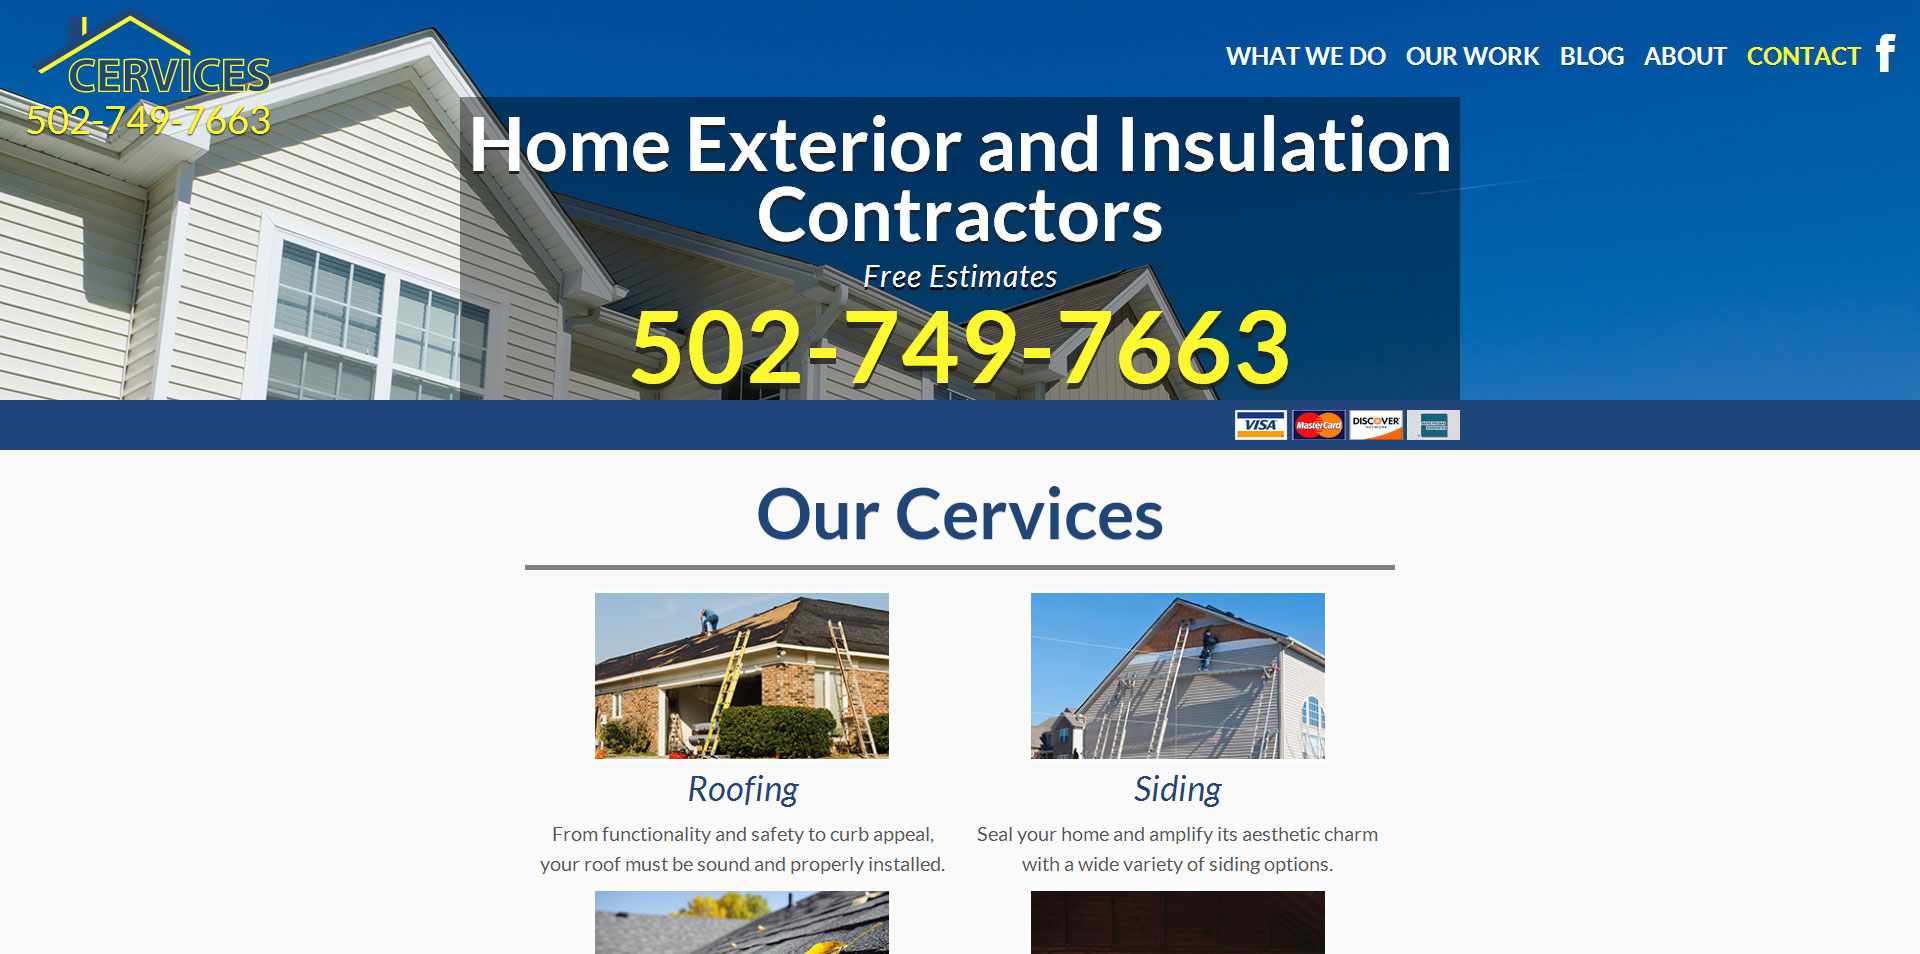 CERVICES
502-749-7663
WHAT WE DO OUR WORK BLOG ABOUT CONTACT f
Home Exterior and Insulation
Contractors
Free Estimates
502-749-7663
VISA MasterCard DISCOVER AMERICAN
NETWORK EXPRESS
Our Cervices
Roofing
From functionality and safety to curb appeal,
your roof must be sound and properly installed.
Siding
Seal your home and amplify its aesthetic charm
with a wide variety of siding options.